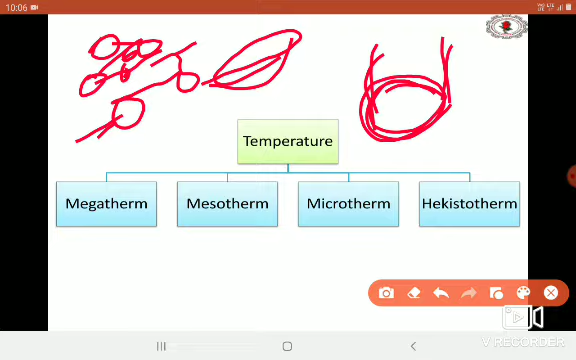 10:06
Temperature
Megatherm
Mesotherm
Microtherm
Hekistotherm
V RECORDER